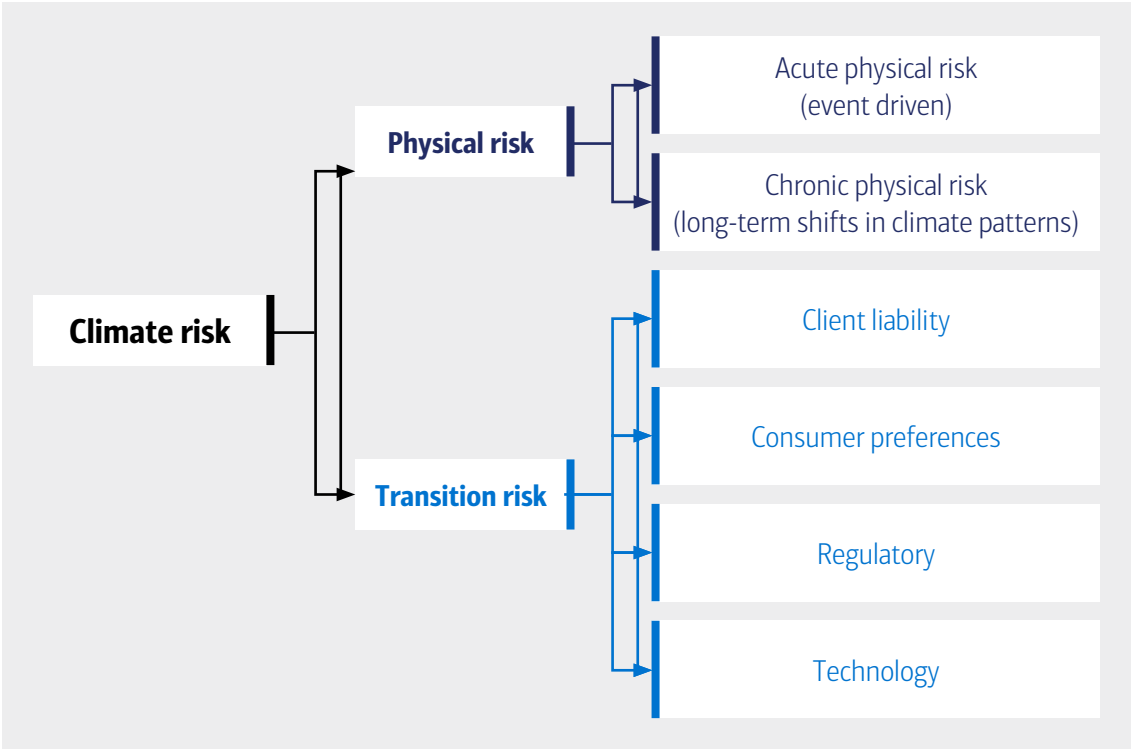 Climate risk
Physical risk
Acute physical risk
(event driven)
Chronic physical risk
(long-term shifts in climate patterns)
Transition risk
Client liability
Consumer preferences
Regulatory
Technology